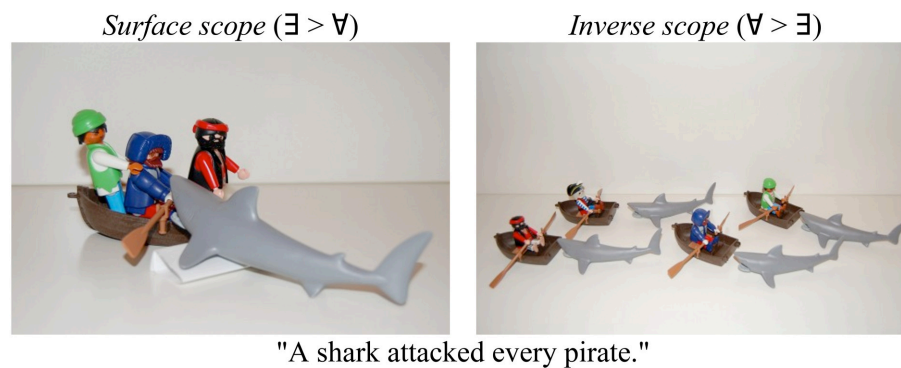 Surface scope (∃ > ∀)
Inverse scope (∀ > ∃)
"A shark attacked every pirate."